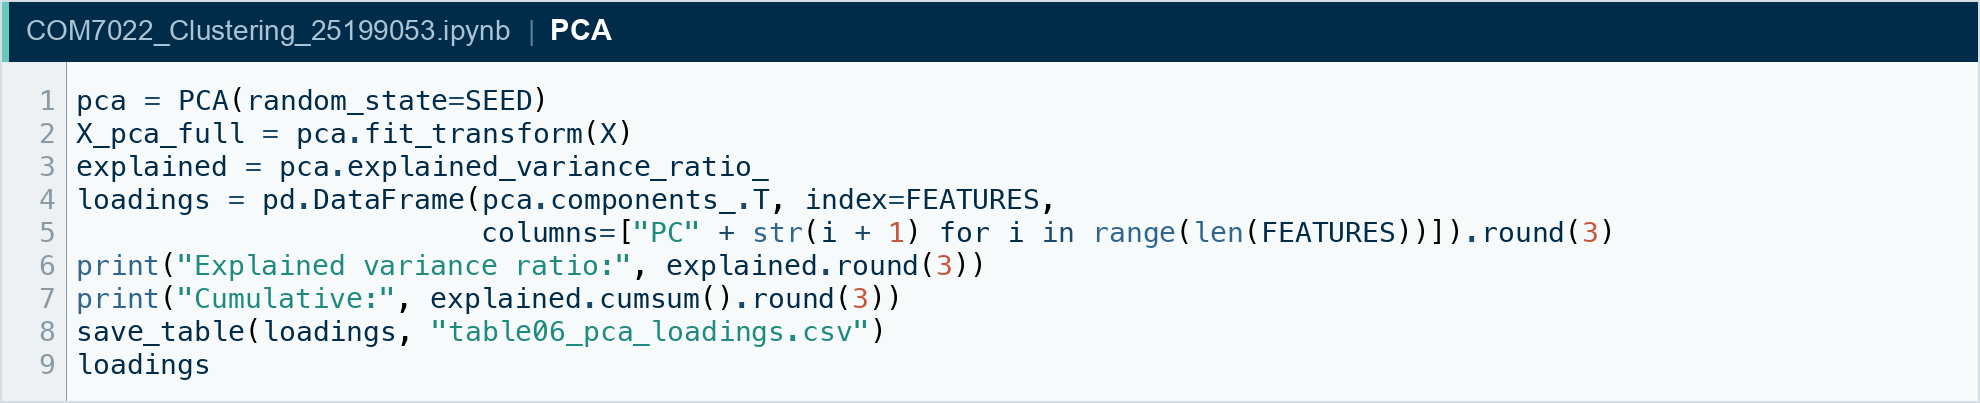 COM7022_Clustering_25199053.ipynb | PCA
1 pca = PCA(random_state=SEED)
2 X_pca_full = pca.fit_transform(X)
3 explained = pca.explained_variance_ratio_
4 loadings = pd.DataFrame(pca.components_.T, index=FEATURES,
5                         columns=["PC" + str(i + 1) for i in range(len(FEATURES))]).round(3)
6 print("Explained variance ratio:", explained.round(3))
7 print("Cumulative:", explained.cumsum().round(3))
8 save_table(loadings, "table06_pca_loadings.csv")
9 loadings